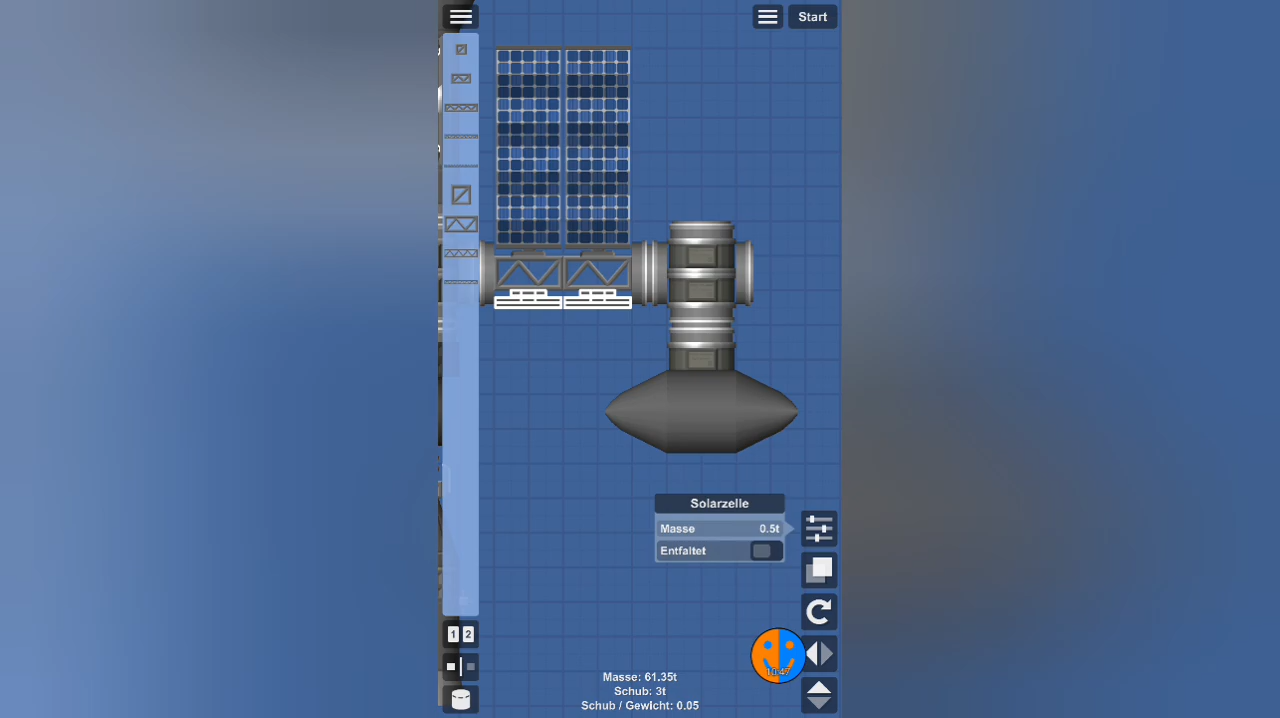 Start
Solarzelle
Masse 0.5t
Entfaltet
1 2
Masse: 61.35t
Schub: 3t
Schub / Gewicht: 0.05